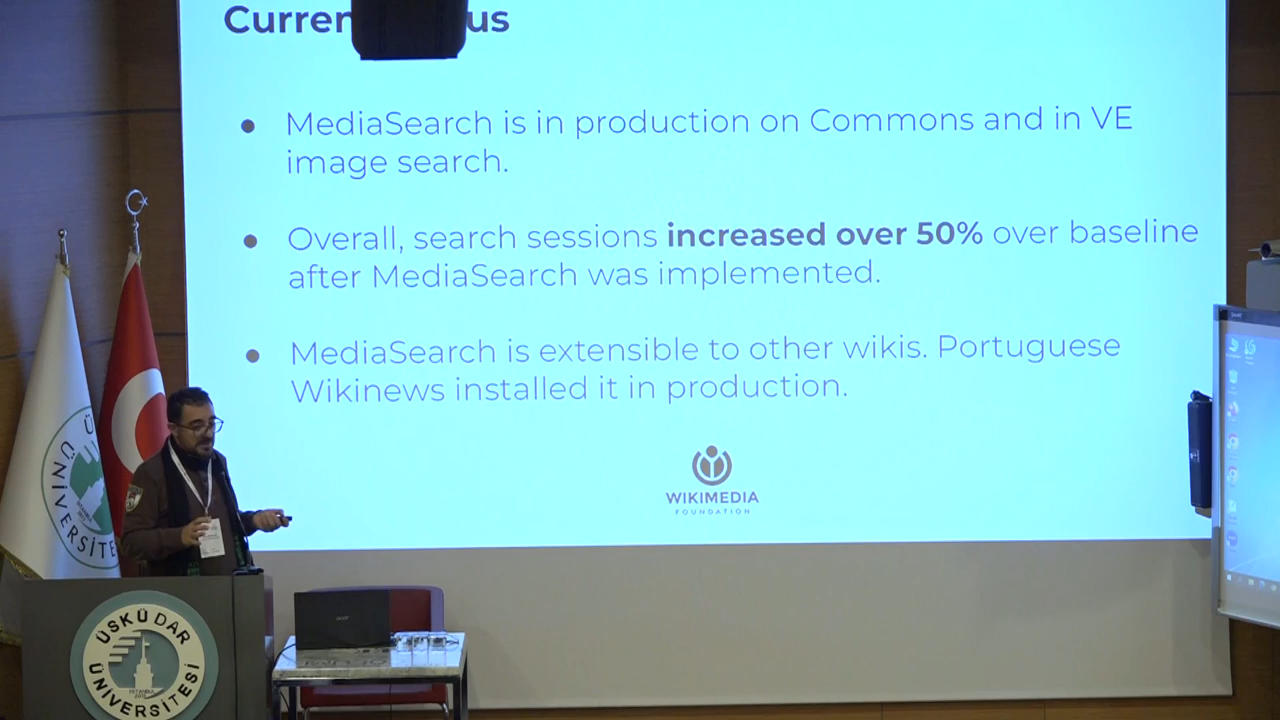 Curren us
MediaSearch is in production on Commons and in VE
image search.
Overall, search sessions increased over 50% over baseline
after MediaSearch was implemented.
MediaSearch is extensible to other wikis. Portuguese
Wikinews installed it in production.
WIKIMEDIA
FOUNDATION
Ü
ÜNİVERSİTE
acer
ÜSKÜDAR
ÜNİVERSİTESİ